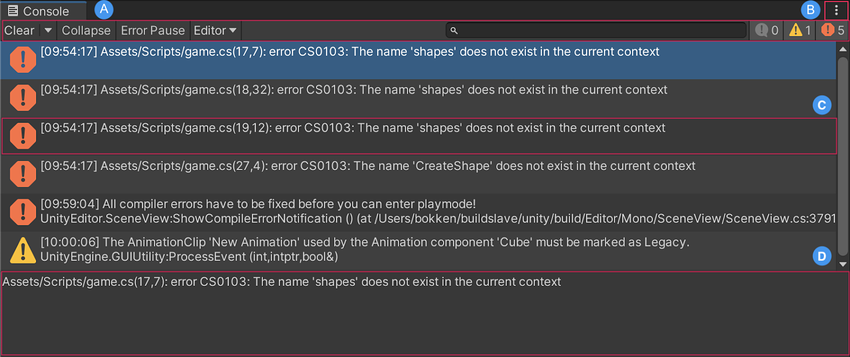 Console
A
B
Clear Collapse Error Pause Editor 0 1 5
[09:54:17] Assets/Scripts/game.cs(17,7): error CS0103: The name 'shapes' does not exist in the current context
[09:54:17] Assets/Scripts/game.cs(18,32): error CS0103: The name 'shapes' does not exist in the current context
C
[09:54:17] Assets/Scripts/game.cs(19,12): error CS0103: The name 'shapes' does not exist in the current context
[09:54:17] Assets/Scripts/game.cs(27,4): error CS0103: The name 'CreateShape' does not exist in the current context
[09:59:04] All compiler errors have to be fixed before you can enter playmode!
UnityEditor.SceneView:ShowCompileErrorNotification () (at /Users/bokken/buildslave/unity/build/Editor/Mono/SceneView/SceneView.cs:3791
[10:00:06] The AnimationClip 'New Animation' used by the Animation component 'Cube' must be marked as Legacy.
UnityEngine.GUIUtility:ProcessEvent (int,intptr,bool&)
D
Assets/Scripts/game.cs(17,7): error CS0103: The name 'shapes' does not exist in the current context